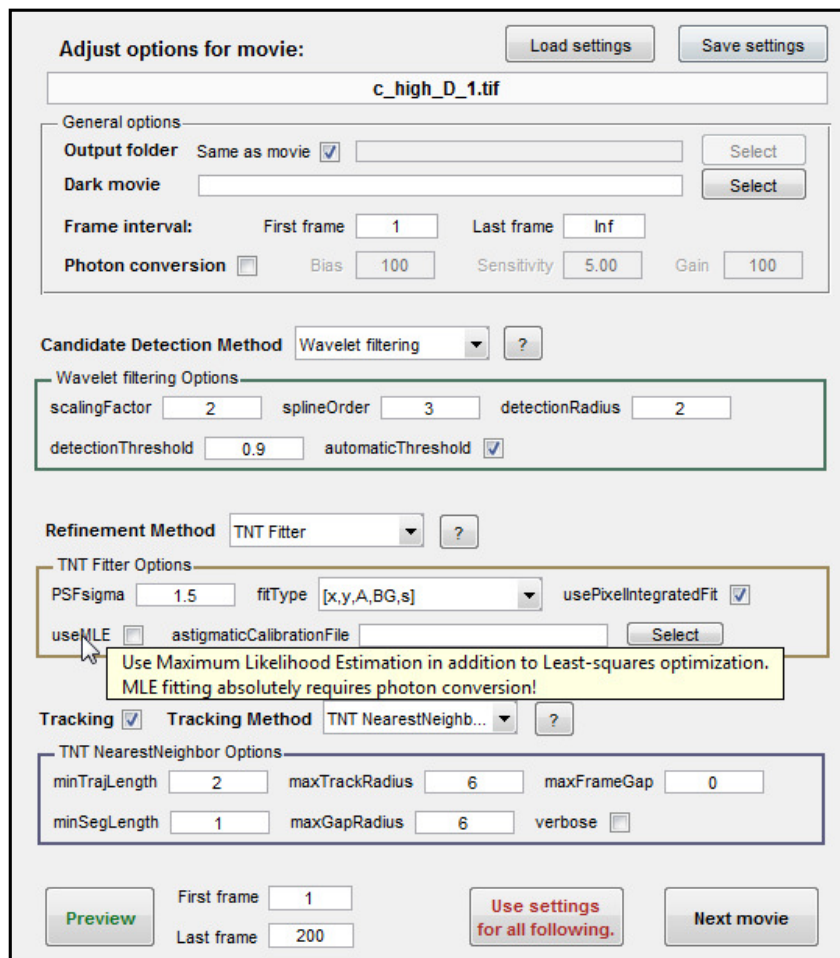 Adjust options for movie: Load settings Save settings
c_high_D_1.tif
General options
Output folder Same as movie Select
Dark movie Select
Frame interval: First frame 1 Last frame Inf
Photon conversion Bias 100 Sensitivity 5.00 Gain 100
Candidate Detection Method Wavelet filtering ?
Wavelet filtering Options
scalingFactor 2 splineOrder 3 detectionRadius 2
detectionThreshold 0.9 automaticThreshold
Refinement Method TNT Fitter ?
TNT Fitter Options
PSFsigma 1.5 fitType [x,y,A,BG,s] usePixelIntegratedFit
useMLE astigmaticCalibrationFile Select
Use Maximum Likelihood Estimation in addition to Least-squares optimization.
MLE fitting absolutely requires photon conversion!
Tracking Tracking Method TNT NearestNeighb... ?
TNT NearestNeighbor Options
minTrajLength 2 maxTrackRadius 6 maxFrameGap 0
minSegLength 1 maxGapRadius 6 verbose
Preview First frame 1
Last frame 200
Use settings
for all following.
Next movie